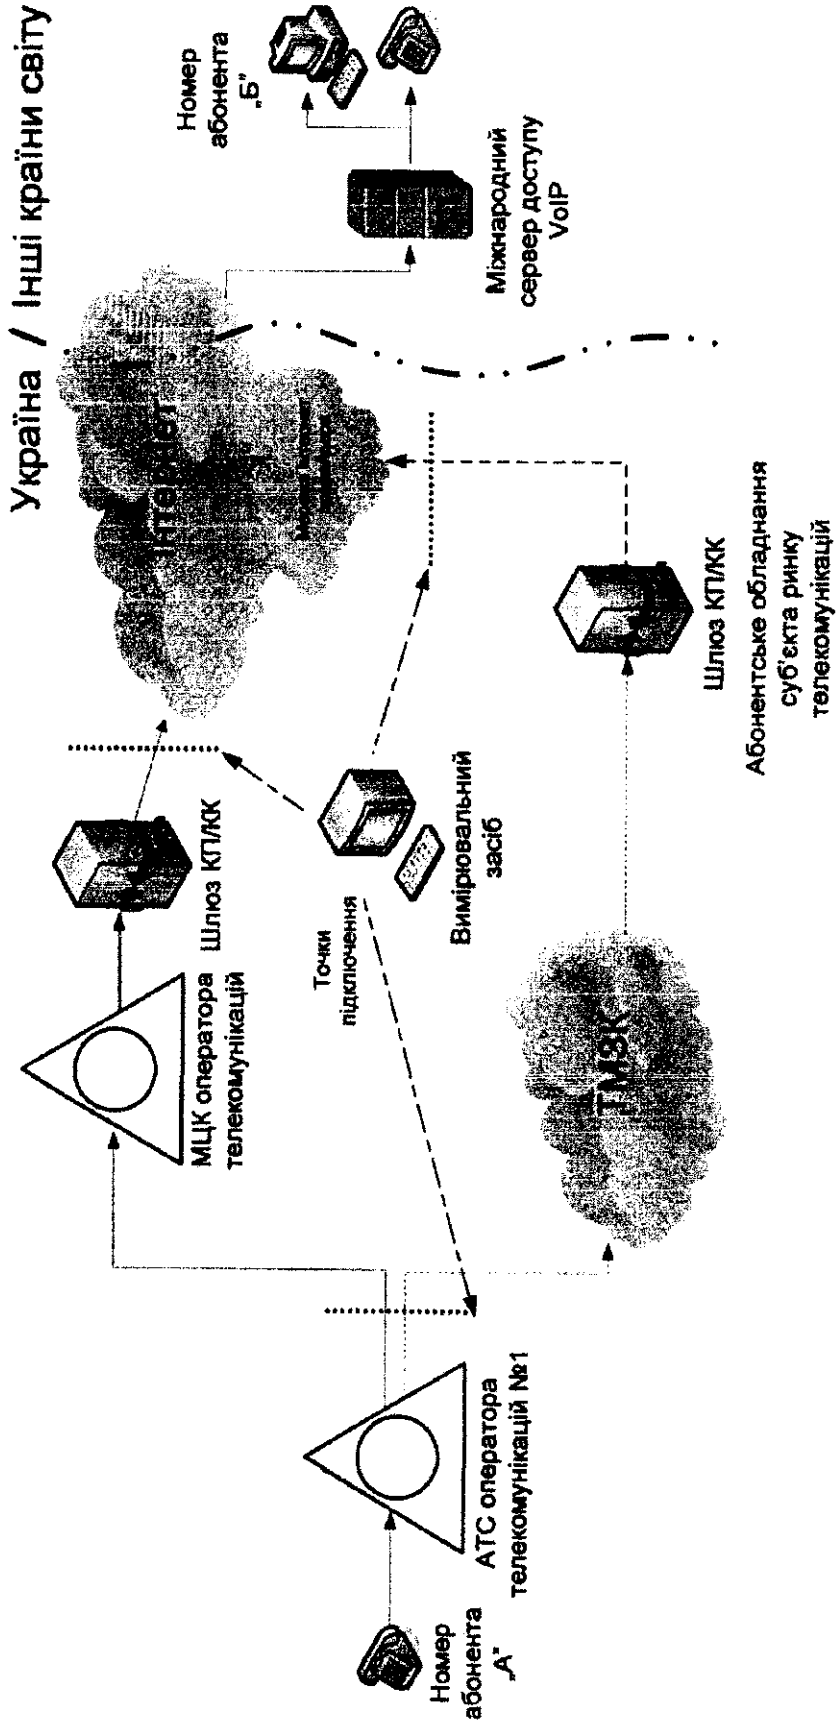 Україна / Інші країни світу
Номер
абонента
„Б"
Міжнародний
сервер доступу
VoIP
Інтернет
Шлюз КП/КК
МЦК оператора
телекомунікацій
Точки
підключення
Вимірювальний
засіб
Шлюз КП/КК
Абонентське обладнання
суб'єкта ринку
телекомунікацій
ТМЗК
АТС оператора
телекомунікацій №1
Номер
абонента
„А"